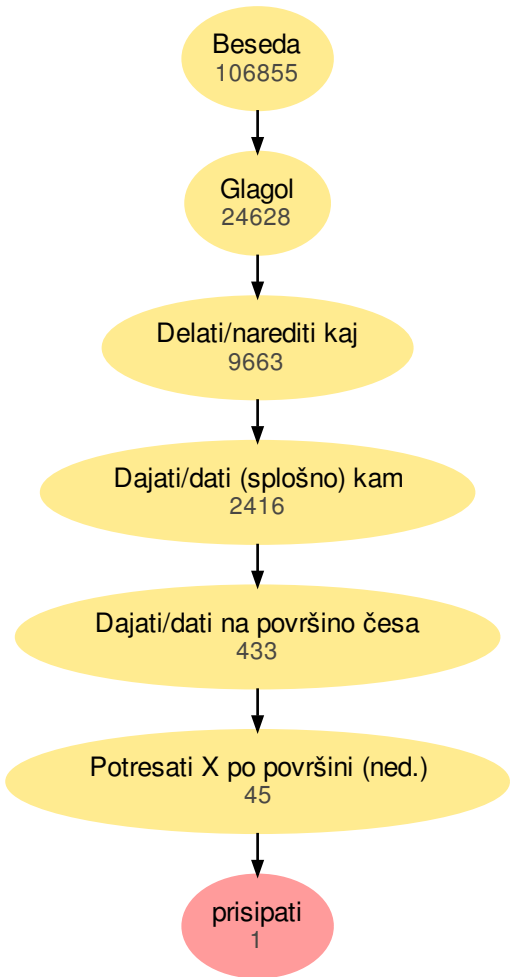 Beseda
106855
Glagol
24628
Delati/narediti kaj
9663
Dajati/dati (splošno) kam
2416
Dajati/dati na površino česa
433
Potresati X po površini (ned.)
45
prisipati
1